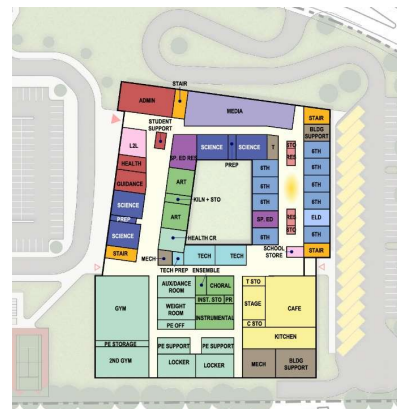 STAIR
ADMIN
MEDIA
STAIR
BLDG
SUPPORT
STUDENT
SUPPORT
L2L
SP. ED RES
SCIENCE
SCIENCE
T
STO
RES
6TH
PREP
6TH
HEALTH
ART
6TH
6TH
GUIDANCE
KILN + STO
6TH
6TH
SCIENCE
ART
SP. ED
RES
ELD
PREP
STO
SCIENCE
HEALTH CR
6TH
6TH
STAIR
MECH
TECH
TECH
SCHOOL
STORE
STAIR
TECH PREP
ENSEMBLE
AUX/DANCE
ROOM
CHORAL
T STO
GYM
WEIGHT
ROOM
INST. STO
PR
STAGE
CAFE
PE OFF
INSTRUMENTAL
C STO
PE STORAGE
PE SUPPORT
PE SUPPORT
KITCHEN
2ND GYM
LOCKER
LOCKER
MECH
BLDG
SUPPORT